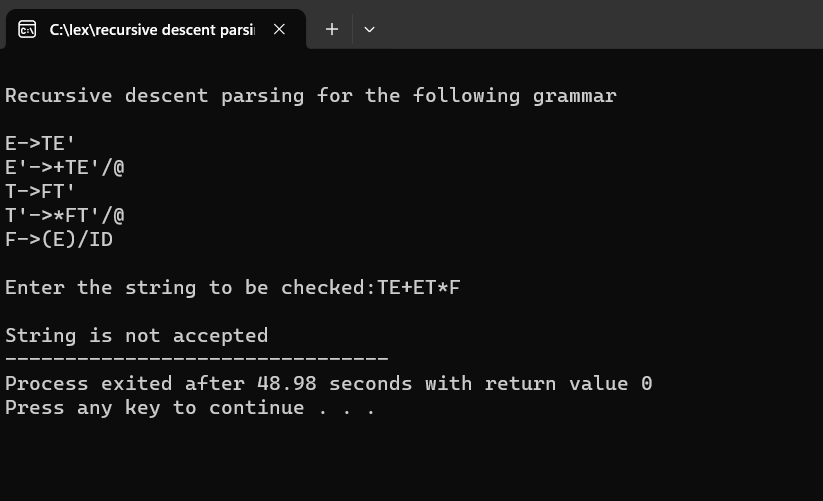 C:\lex\recursive descent parsi
Recursive descent parsing for the following grammar
E->TE'
E'->+TE'/@
T->FT'
T'->*FT'/@
F->(E)/ID
Enter the string to be checked:TE+ET*F
String is not accepted
--------------------------------
Process exited after 48.98 seconds with return value 0
Press any key to continue . . .